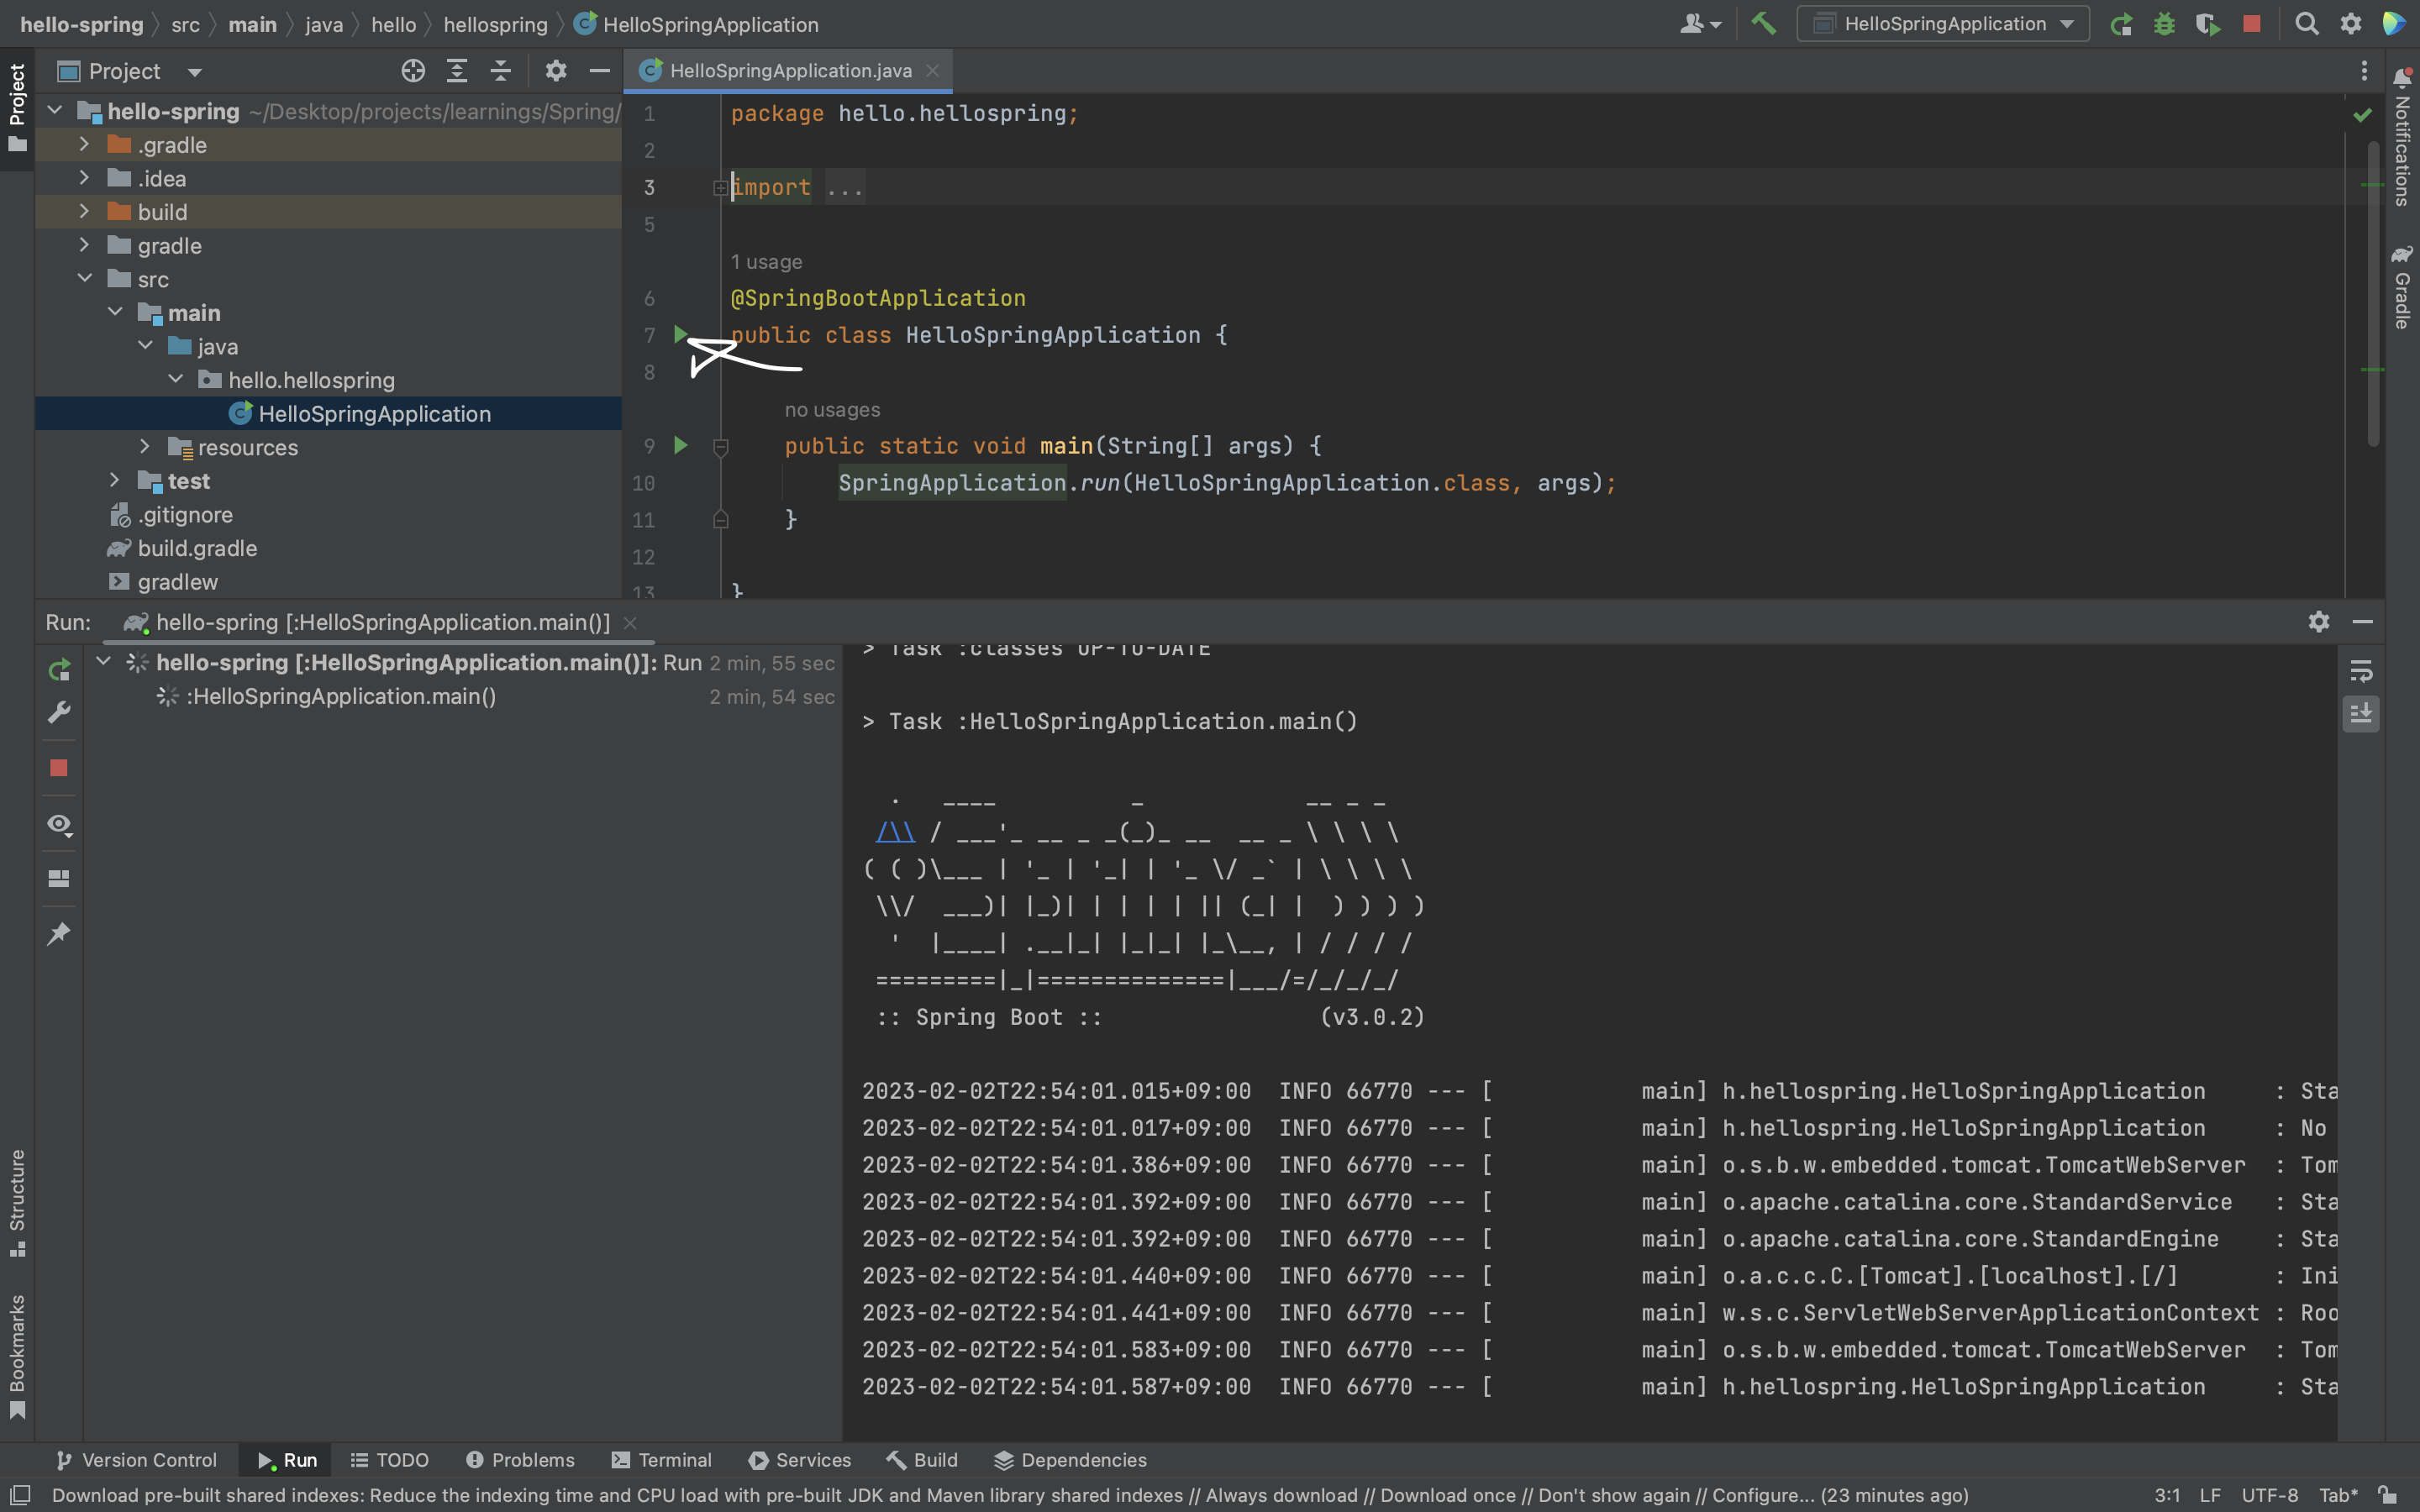 hello-spring src main java hello hellospring HelloSpringApplication
HelloSpringApplication
Project
Project
hello-spring ~/Desktop/projects/learnings/Spring/
.gradle
.idea
build
gradle
src
main
java
hello.hellospring
HelloSpringApplication
resources
test
.gitignore
build.gradle
gradlew
HelloSpringApplication.java
1 package hello.hellospring;
2
3 import ...
5
1 usage
6 @SpringBootApplication
7 public class HelloSpringApplication {
8
no usages
9 public static void main(String[] args) {
10 SpringApplication.run(HelloSpringApplication.class, args);
11 }
12
13 }
Notifications
Gradle
Run: hello-spring [:HelloSpringApplication.main()]
hello-spring [:HelloSpringApplication.main()]: Run 2 min, 55 sec
:HelloSpringApplication.main() 2 min, 54 sec
> Task :classes UP-TO-DATE
> Task :HelloSpringApplication.main()
  .   ____          _            __ _ _
 /\\ / ___'_ __ _ _(_)_ __  __ _ \ \ \ \
( ( )\___ | '_ | '_| | '_ \/ _` | \ \ \ \
 \\/  ___)| |_)| | | | | || (_| |  ) ) ) )
  '  |____| .__|_| |_|_| |_\__, | / / / /
 =========|_|==============|___/=/_/_/_/
 :: Spring Boot ::                (v3.0.2)
2023-02-02T22:54:01.015+09:00  INFO 66770 --- [           main] h.hellospring.HelloSpringApplication     : Sta
2023-02-02T22:54:01.017+09:00  INFO 66770 --- [           main] h.hellospring.HelloSpringApplication     : No
2023-02-02T22:54:01.386+09:00  INFO 66770 --- [           main] o.s.b.w.embedded.tomcat.TomcatWebServer  : Tom
2023-02-02T22:54:01.392+09:00  INFO 66770 --- [           main] o.apache.catalina.core.StandardService   : Sta
2023-02-02T22:54:01.392+09:00  INFO 66770 --- [           main] o.apache.catalina.core.StandardEngine    : Sta
2023-02-02T22:54:01.440+09:00  INFO 66770 --- [           main] o.a.c.c.C.[Tomcat].[localhost].[/]       : Ini
2023-02-02T22:54:01.441+09:00  INFO 66770 --- [           main] w.s.c.ServletWebServerApplicationContext : Roo
2023-02-02T22:54:01.583+09:00  INFO 66770 --- [           main] o.s.b.w.embedded.tomcat.TomcatWebServer  : Tom
2023-02-02T22:54:01.587+09:00  INFO 66770 --- [           main] h.hellospring.HelloSpringApplication     : Sta
Structure
Bookmarks
Version Control Run TODO Problems Terminal Services Build Dependencies
Download pre-built shared indexes: Reduce the indexing time and CPU load with pre-built JDK and Maven library shared indexes // Always download // Download once // Don't show again // Configure... (23 minutes ago) 3:1 LF UTF-8 Tab*